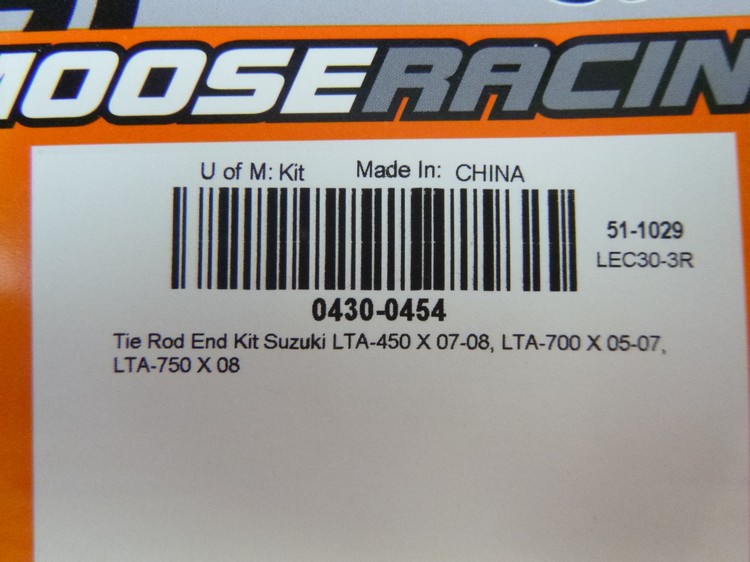 MOOSERACIN
U of M: Kit Made In: CHINA
51-1029
LEC30-3R
0430-0454
Tie Rod End Kit Suzuki LTA-450 X 07-08, LTA-700 X 05-07,
LTA-750 X 08